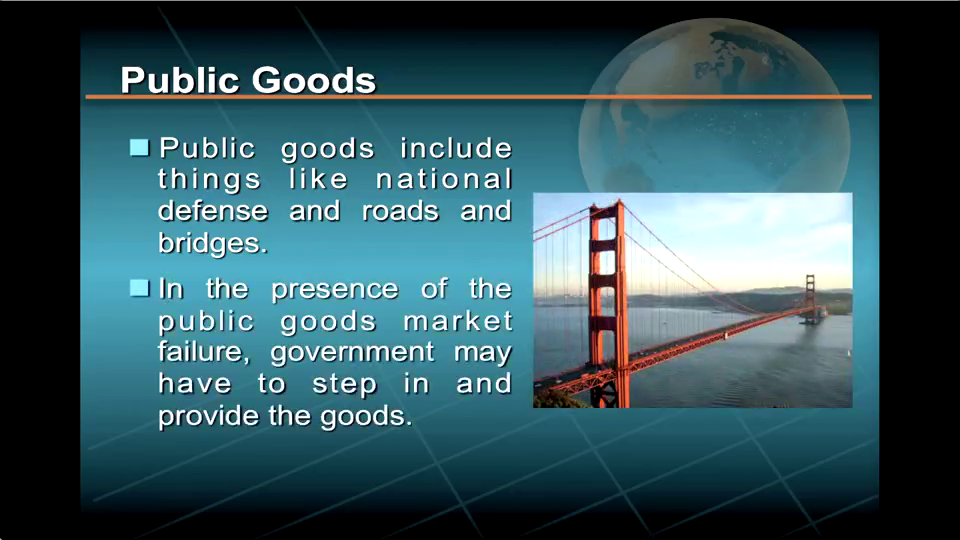 Public Goods
Public goods include
things like national
defense and roads and
bridges.
In the presence of the
public goods market
failure, government may
have to step in and
provide the goods.